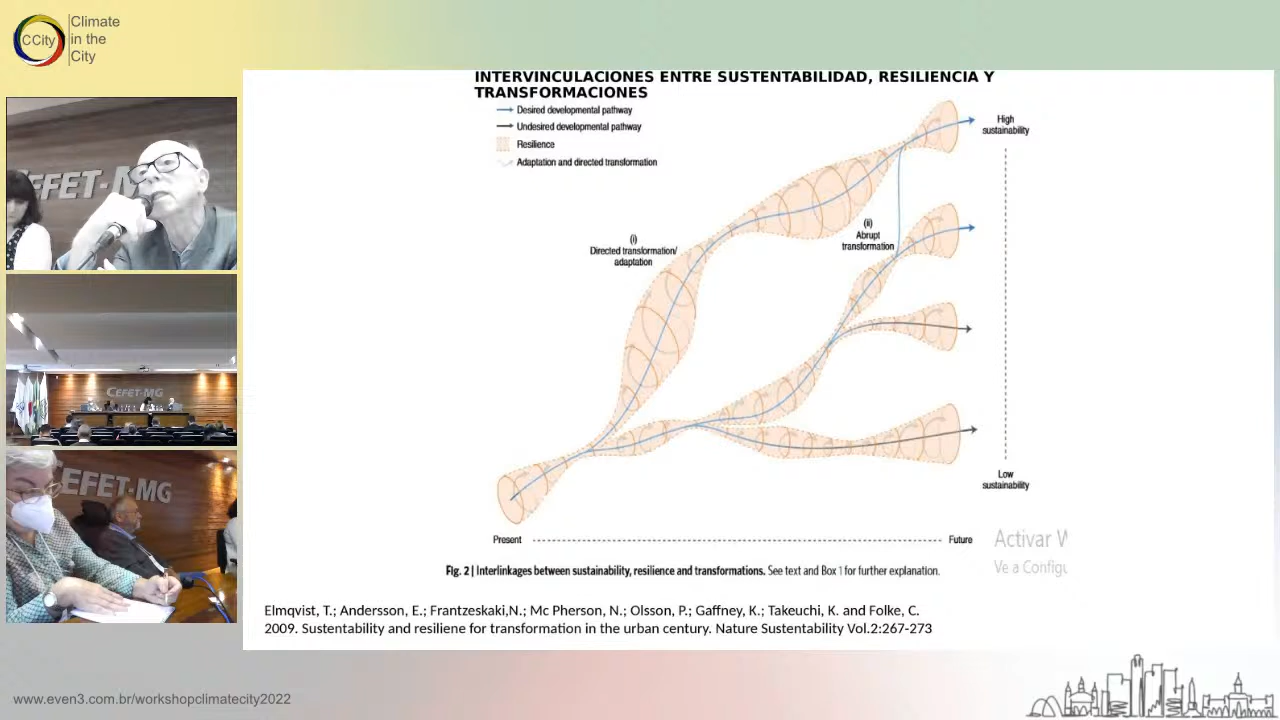 CCity
Climate
in the
City
INTERVINCULACIONES ENTRE SUSTENTABILIDAD, RESILIENCIA Y
TRANSFORMACIONES
Desired developmental pathway
Undesired developmental pathway
Resilience
Adaptation and directed transformation
High
sustainability
(i)
Directed transformation/
adaptation
(ii)
Abrupt
transformation
Low
sustainability
Present
Future
Fig. 2 | Interlinkages between sustainability, resilience and transformations. See text and Box 1 for further explanation.
Activar W
Ve a Configu
Elmqvist, T.; Andersson, E.; Frantzeskaki,N.; Mc Pherson, N.; Olsson, P.; Gaffney, K.; Takeuchi, K. and Folke, C.
2009. Sustentability and resiliene for transformation in the urban century. Nature Sustentability Vol.2:267-273
EFET-M
CEFET-MG
EFET-MG
www.even3.com.br/workshopclimatecity2022